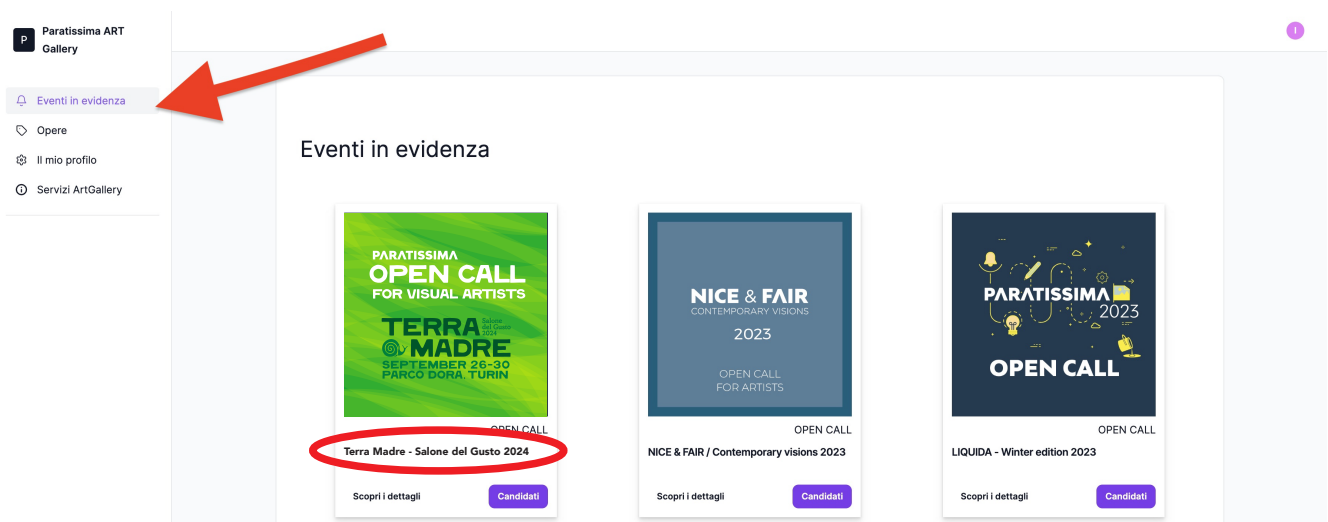 P
Paratissima ART
Gallery
I
Eventi in evidenza
Opere
Il mio profilo
Servizi ArtGallery
Eventi in evidenza
PARATISSIMA
OPEN CALL
FOR VISUAL ARTISTS
TERRA
MADRE
Salone
del Gusto
2024
SEPTEMBER 26-30
PARCO DORA, TURIN
OPEN CALL
Terra Madre - Salone del Gusto 2024
Scopri i dettagli
Candidati
NICE & FAIR
CONTEMPORARY VISIONS
2023
OPEN CALL
FOR ARTISTS
OPEN CALL
NICE & FAIR / Contemporary visions 2023
Scopri i dettagli
Candidati
PARATISSIMA
2023
OPEN CALL
OPEN CALL
LIQUIDA - Winter edition 2023
Scopri i dettagli
Candidati